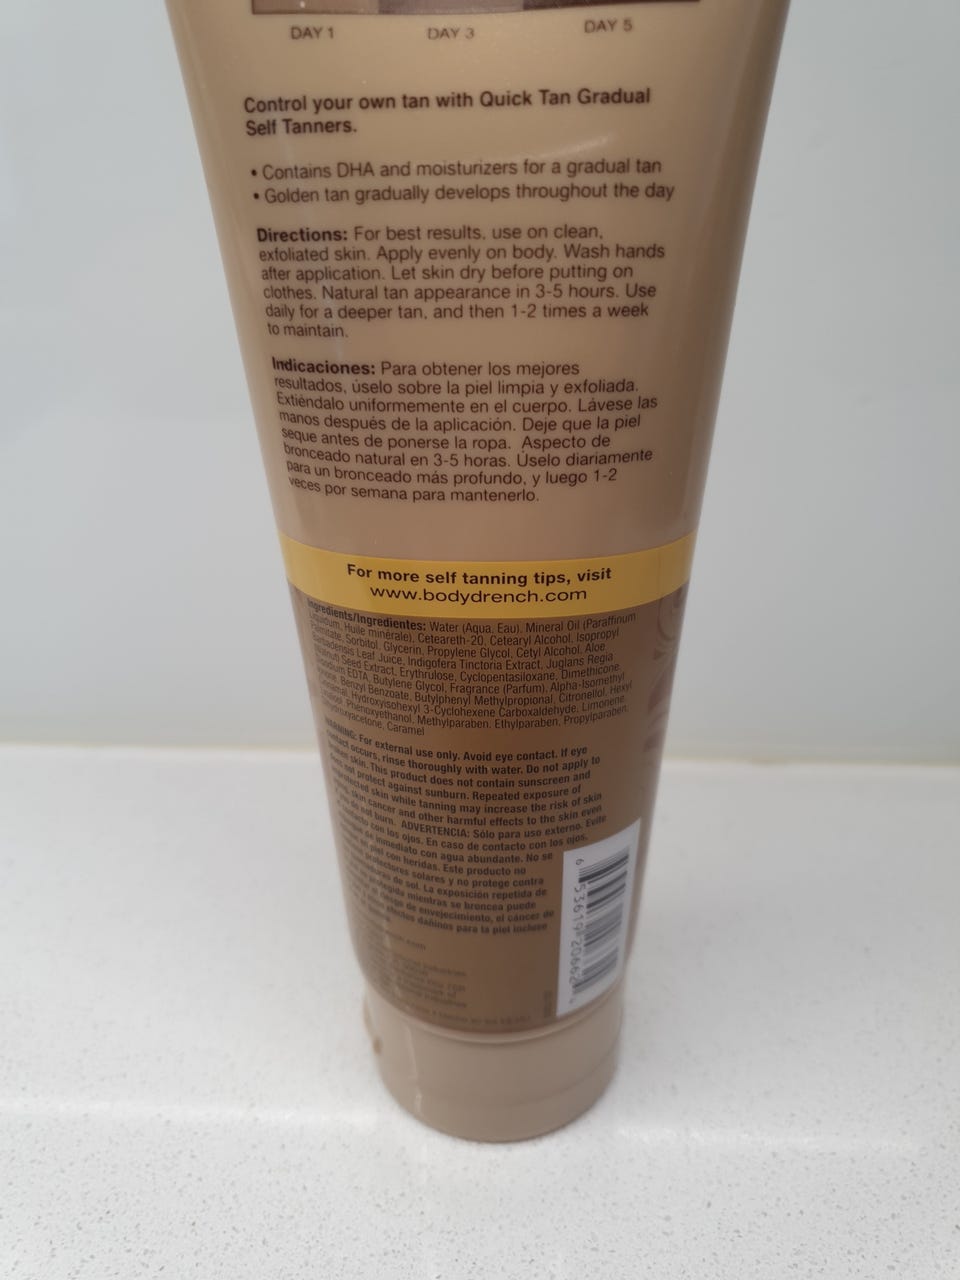 DAY 1 DAY 3 DAY 5
Control your own tan with Quick Tan Gradual
Self Tanners.
• Contains DHA and moisturizers for a gradual tan
• Golden tan gradually develops throughout the day
Directions: For best results, use on clean,
exfoliated skin. Apply evenly on body. Wash hands
after application. Let skin dry before putting on
clothes. Natural tan appearance in 3-5 hours. Use
daily for a deeper tan, and then 1-2 times a week
to maintain.
Indicaciones: Para obtener los mejores
resultados, úselo sobre la piel limpia y exfoliada.
Extiéndalo uniformemente en el cuerpo. Lávese las
manos después de la aplicación. Deje que la piel
seque antes de ponerse la ropa. Aspecto de
bronceado natural en 3-5 horas. Úselo diariamente
para un bronceado más profundo, y luego 1-2
veces por semana para mantenerlo.
For more self tanning tips, visit
www.bodydrench.com
Ingredients/Ingredientes: Water (Aqua, Eau), Mineral Oil (Paraffinum
Liquidum, Huile minérale), Ceteareth-20, Cetearyl Alcohol, Isopropyl
Palmitate, Sorbitol, Glycerin, Propylene Glycol, Cetyl Alcohol, Aloe
Barbadensis Leaf Juice, Indigofera Tinctoria Extract, Juglans Regia
(Walnut) Seed Extract, Erythrulose, Cyclopentasiloxane, Dimethicone,
Disodium EDTA, Butylene Glycol, Fragrance (Parfum), Alpha-Isomethyl
Ionone, Benzyl Benzoate, Butylphenyl Methylpropional, Citronellol, Hexyl
Cinnamal, Hydroxyisohexyl 3-Cyclohexene Carboxaldehyde, Limonene,
Linalool, Phenoxyethanol, Methylparaben, Ethylparaben, Propylparaben,
Dihydroxyacetone, Caramel
WARNING: For external use only. Avoid eye contact. If eye
contact occurs, rinse thoroughly with water. Do not apply to
broken skin. This product does not contain sunscreen and
does not protect against sunburn. Repeated exposure of
unprotected skin while tanning may increase the risk of skin
aging, skin cancer and other harmful effects to the skin even
if you do not burn. ADVERTENCIA: Sólo para uso externo. Evite
contacto con los ojos. En caso de contacto con los ojos,
de inmediato con agua abundante. No se
en piel con heridas. Este producto no
protectores solares y no protege contra
de sol. La exposición repetida de
protegida mientras se broncea puede
riesgo de envejecimiento, el cáncer de
efectos dañinos para la piel incluso
6 53619 20662